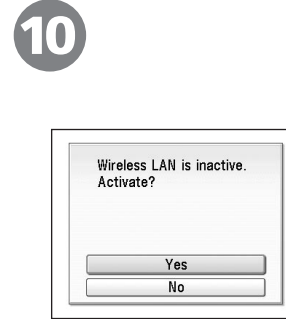 10
Wireless LAN is inactive.
Activate?
Yes
No